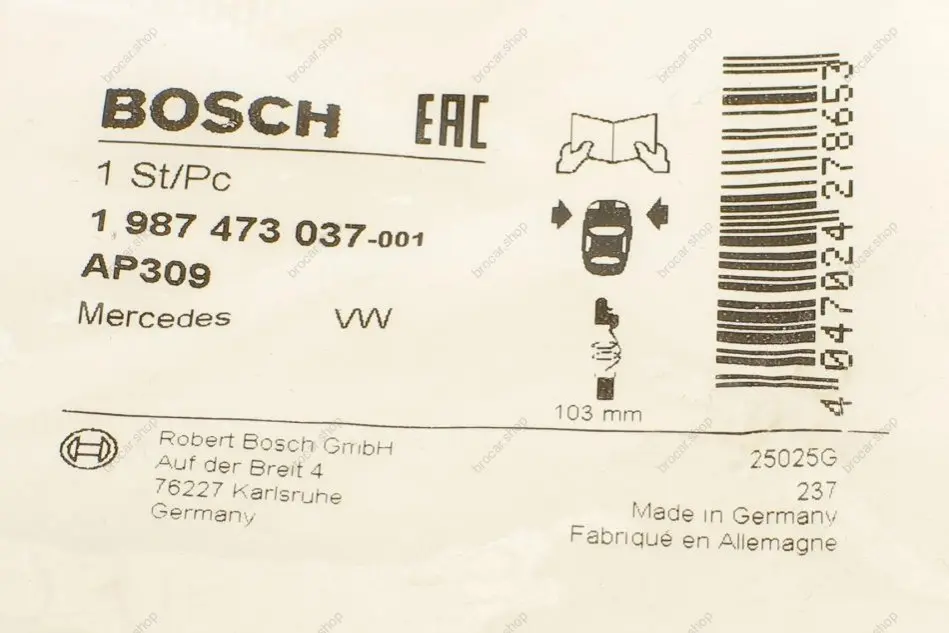 BOSCH EAC
1 St/Pc
1 987 473 037-001
AP309
Mercedes VW
103 mm
4 047024 278653
Robert Bosch GmbH
Auf der Breit 4
76227 Karlsruhe
Germany
25025G
237
Made in Germany
Fabriqué en Allemagne
brocar.shop